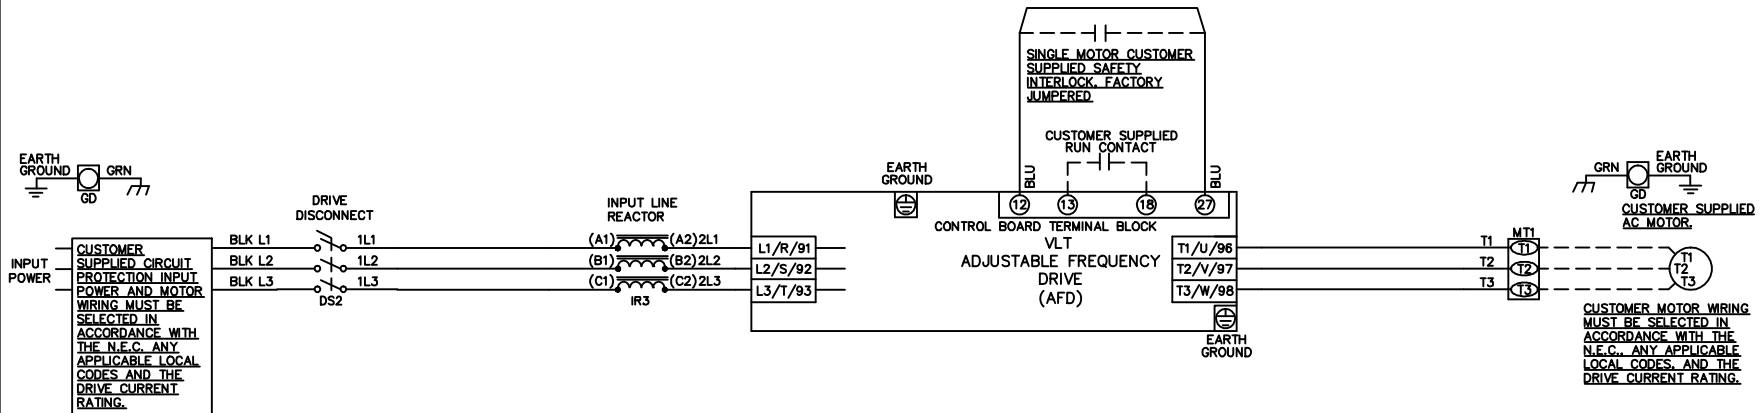 SINGLE MOTOR CUSTOMER
SUPPLIED SAFETY
INTERLOCK, FACTORY
JUMPERED
CUSTOMER SUPPLIED
RUN CONTACT
BLU
BLU
EARTH
GROUND
GRN
GD
EARTH
GROUND
12
13
18
27
CONTROL BOARD TERMINAL BLOCK
VLT
ADJUSTABLE FREQUENCY
DRIVE
(AFD)
EARTH
GROUND
GRN
GD
EARTH
GROUND
CUSTOMER SUPPLIED
AC MOTOR.
DRIVE
DISCONNECT
INPUT LINE
REACTOR
INPUT
POWER
CUSTOMER
SUPPLIED CIRCUIT
PROTECTION INPUT
POWER AND MOTOR
WIRING MUST BE
SELECTED IN
ACCORDANCE WITH
THE N.E.C. ANY
APPLICABLE LOCAL
CODES AND THE
DRIVE CURRENT
RATING.
BLK L1
BLK L2
BLK L3
1L1
1L2
1L3
DS2
(A1) (A2) 2L1
(B1) (B2) 2L2
(C1) (C2) 2L3
IR3
L1/R/91
L2/S/92
L3/T/93
T1/U/96
T2/V/97
T3/W/98
T1
T2
T3
MT1
T1
T2
T3
T1
T2
T3
CUSTOMER MOTOR WIRING
MUST BE SELECTED IN
ACCORDANCE WITH THE
N.E.C., ANY APPLICABLE
LOCAL CODES, AND THE
DRIVE CURRENT RATING.